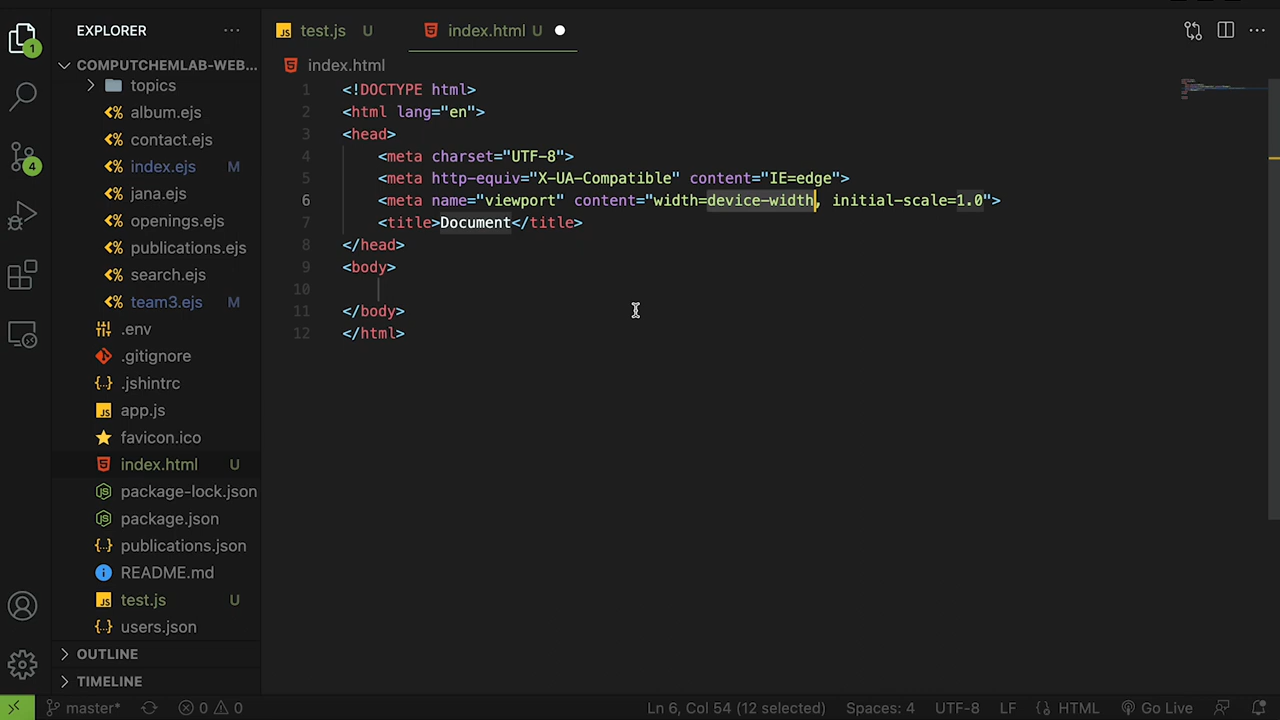 EXPLORER
COMPUTCHEMLAB-WEB...
topics
album.ejs
contact.ejs
index.ejs M
jana.ejs
openings.ejs
publications.ejs
search.ejs
team3.ejs M
.env
.gitignore
.jshintrc
app.js
favicon.ico
index.html U
package-lock.json
package.json
publications.json
README.md
test.js U
users.json
OUTLINE
TIMELINE
1
4
JS test.js U
index.html U
index.html
1 <!DOCTYPE html>
2 <html lang="en">
3 <head>
4 <meta charset="UTF-8">
5 <meta http-equiv="X-UA-Compatible" content="IE=edge">
6 <meta name="viewport" content="width=device-width, initial-scale=1.0">
7 <title>Document</title>
8 </head>
9 <body>
10
11 </body>
12 </html>
master* 0 0 Ln 6, Col 54 (12 selected) Spaces: 4 UTF-8 LF HTML Go Live